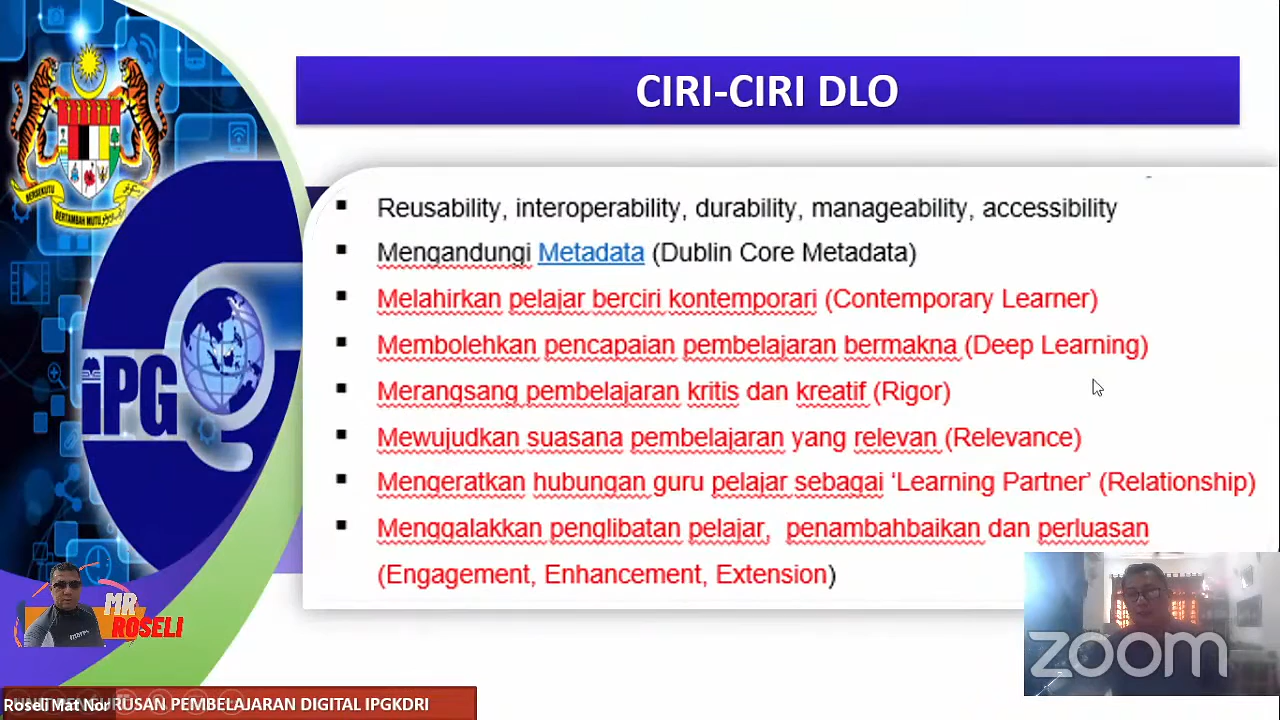 CIRI-CIRI DLO
Reusability, interoperability, durability, manageability, accessibility
Mengandungi Metadata (Dublin Core Metadata)
Melahirkan pelajar berciri kontemporari (Contemporary Learner)
Membolehkan pencapaian pembelajaran bermakna (Deep Learning)
Merangsang pembelajaran kritis dan kreatif (Rigor)
Mewujudkan suasana pembelajaran yang relevan (Relevance)
Mengeratkan hubungan guru pelajar sebagai ‘Learning Partner’ (Relationship)
Menggalakkan penglibatan pelajar, penambahbaikan dan perluasan
(Engagement, Enhancement, Extension)
BERSEKUTU
BERTAMBAH MUTU
iPG
MR
ROSELI
zoom
Roseli Mat Nor
PEMBELAJARAN DIGITAL IPGKDRI